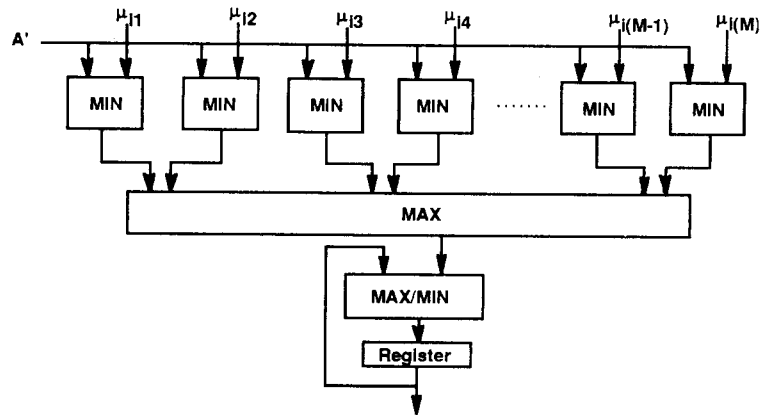 μi1 μi2 μi3 μi4 μi(M-1) μi(M)
A'
MIN MIN MIN MIN ....... MIN MIN
MAX
MAX/MIN
Register